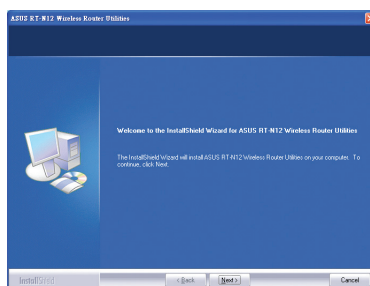 ASUS RT-N12 Wireless Router Utilities
Welcome to the InstallShield Wizard for ASUS RT-N12 Wireless Router Utilities
The InstallShield Wizard will install ASUS RT-N12 Wireless Router Utilities on your computer. To
continue, click Next.
InstallShield
< Back
Next >
Cancel